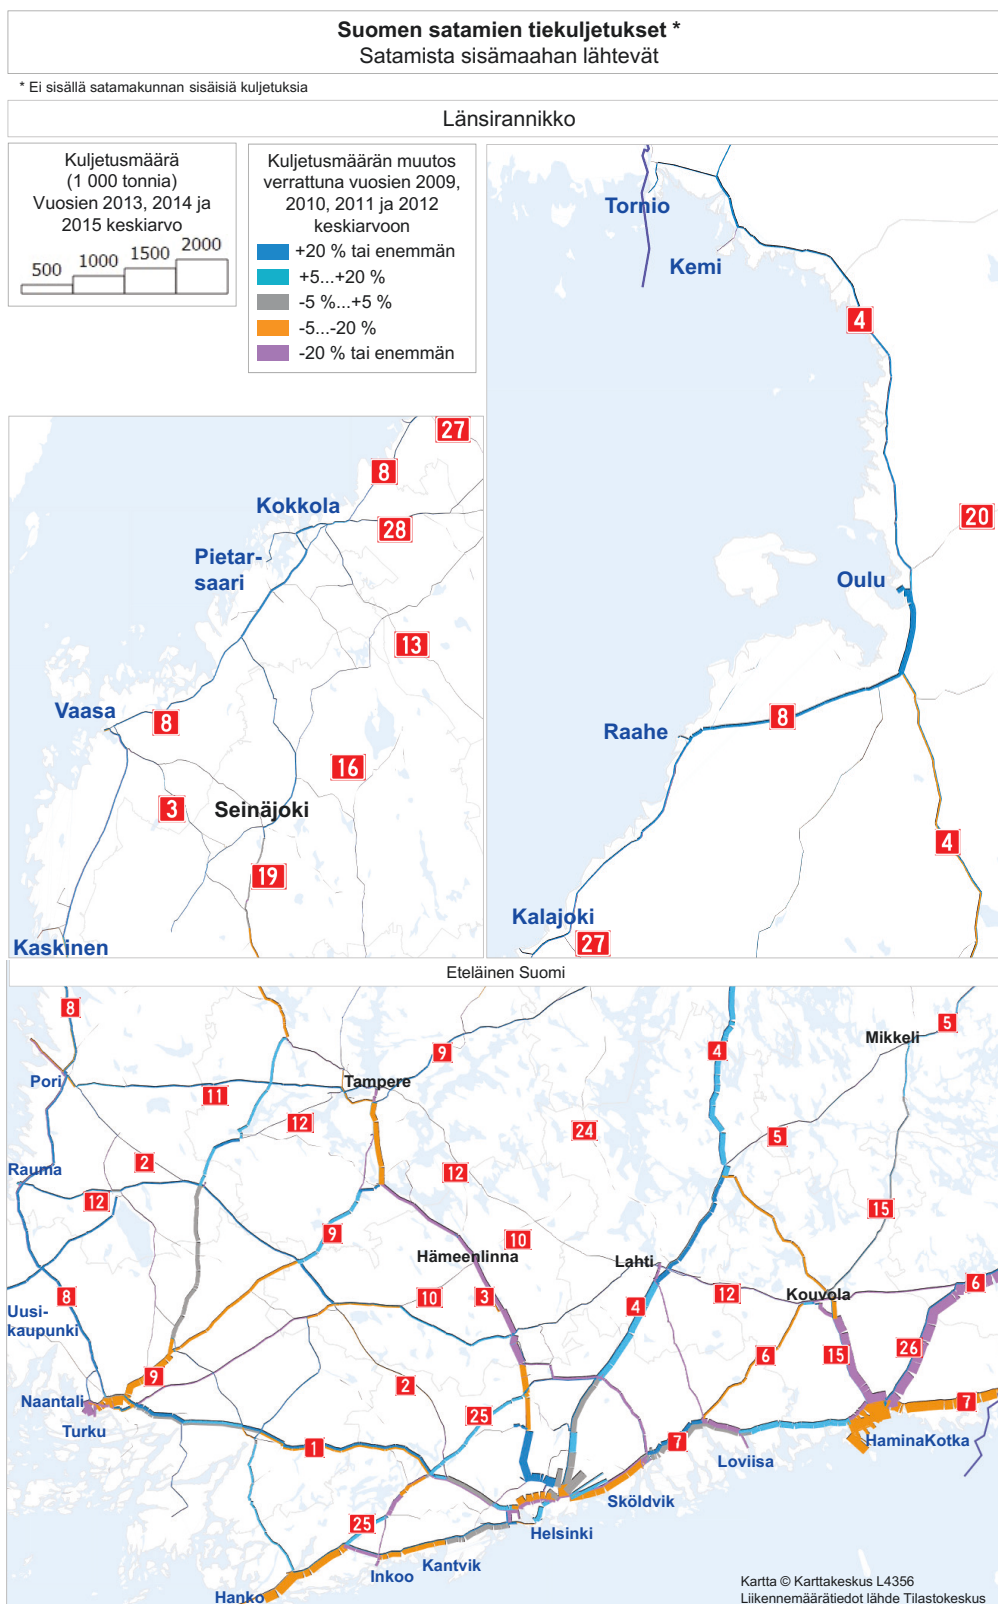 Suomen satamien tiekuljetukset *
Satamista sisämaahan lähtevät
* Ei sisällä satamakunnan sisäisiä kuljetuksia
Länsirannikko
Kuljetusmäärä
(1 000 tonnia)
Vuosien 2013, 2014 ja
2015 keskiarvo
500 1000 1500 2000
Kuljetusmäärän muutos
verrattuna vuosien 2009,
2010, 2011 ja 2012
keskiarvoon
+20 % tai enemmän
+5...+20 %
-5 %...+5 %
-5...-20 %
-20 % tai enemmän
Tornio
Kemi
4
20
Oulu
8
Raahe
4
Kalajoki
27
27
8
Kokkola
28
Pietar-
saari
13
Vaasa
8
16
3
Seinäjoki
19
Kaskinen
Eteläinen Suomi
8
5
Mikkeli
4
9
Pori
Tampere
11
12
24
5
2
Rauma
12
12
15
9
10
Hämeenlinna
Lahti
6
8
10
3
4
12
Kouvola
Uusi-
kaupunki
15
26
6
9
2
Naantali
7
25
Turku
HaminaKotka
1
7
Loviisa
Sköldvik
25
Helsinki
Kantvik
Inkoo
Hanko
Kartta © Karttakeskus L4356
Liikennemäärätiedot lähde Tilastokeskus